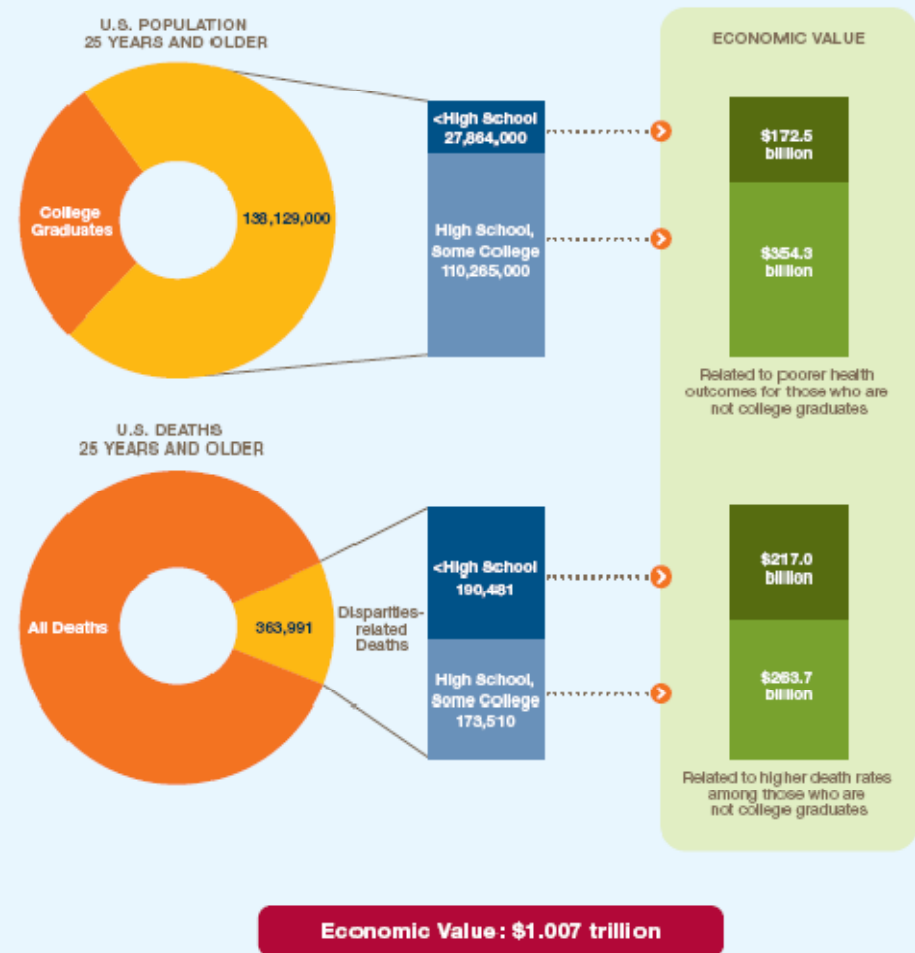 U.S. POPULATION
25 YEARS AND OLDER
College
Graduates
138,129,000
<High School
27,864,000
High School,
Some College
110,265,000
ECONOMIC VALUE
$172.5
billion
$354.3
billion
Related to poorer health
outcomes for those who are
not college graduates
U.S. DEATHS
25 YEARS AND OLDER
All Deaths
363,991
Disparities-
related
Deaths
<High School
190,481
High School,
Some College
173,510
$217.0
billion
$263.7
billion
Related to higher death rates
among those who are
not college graduates
Economic Value: $1.007 trillion